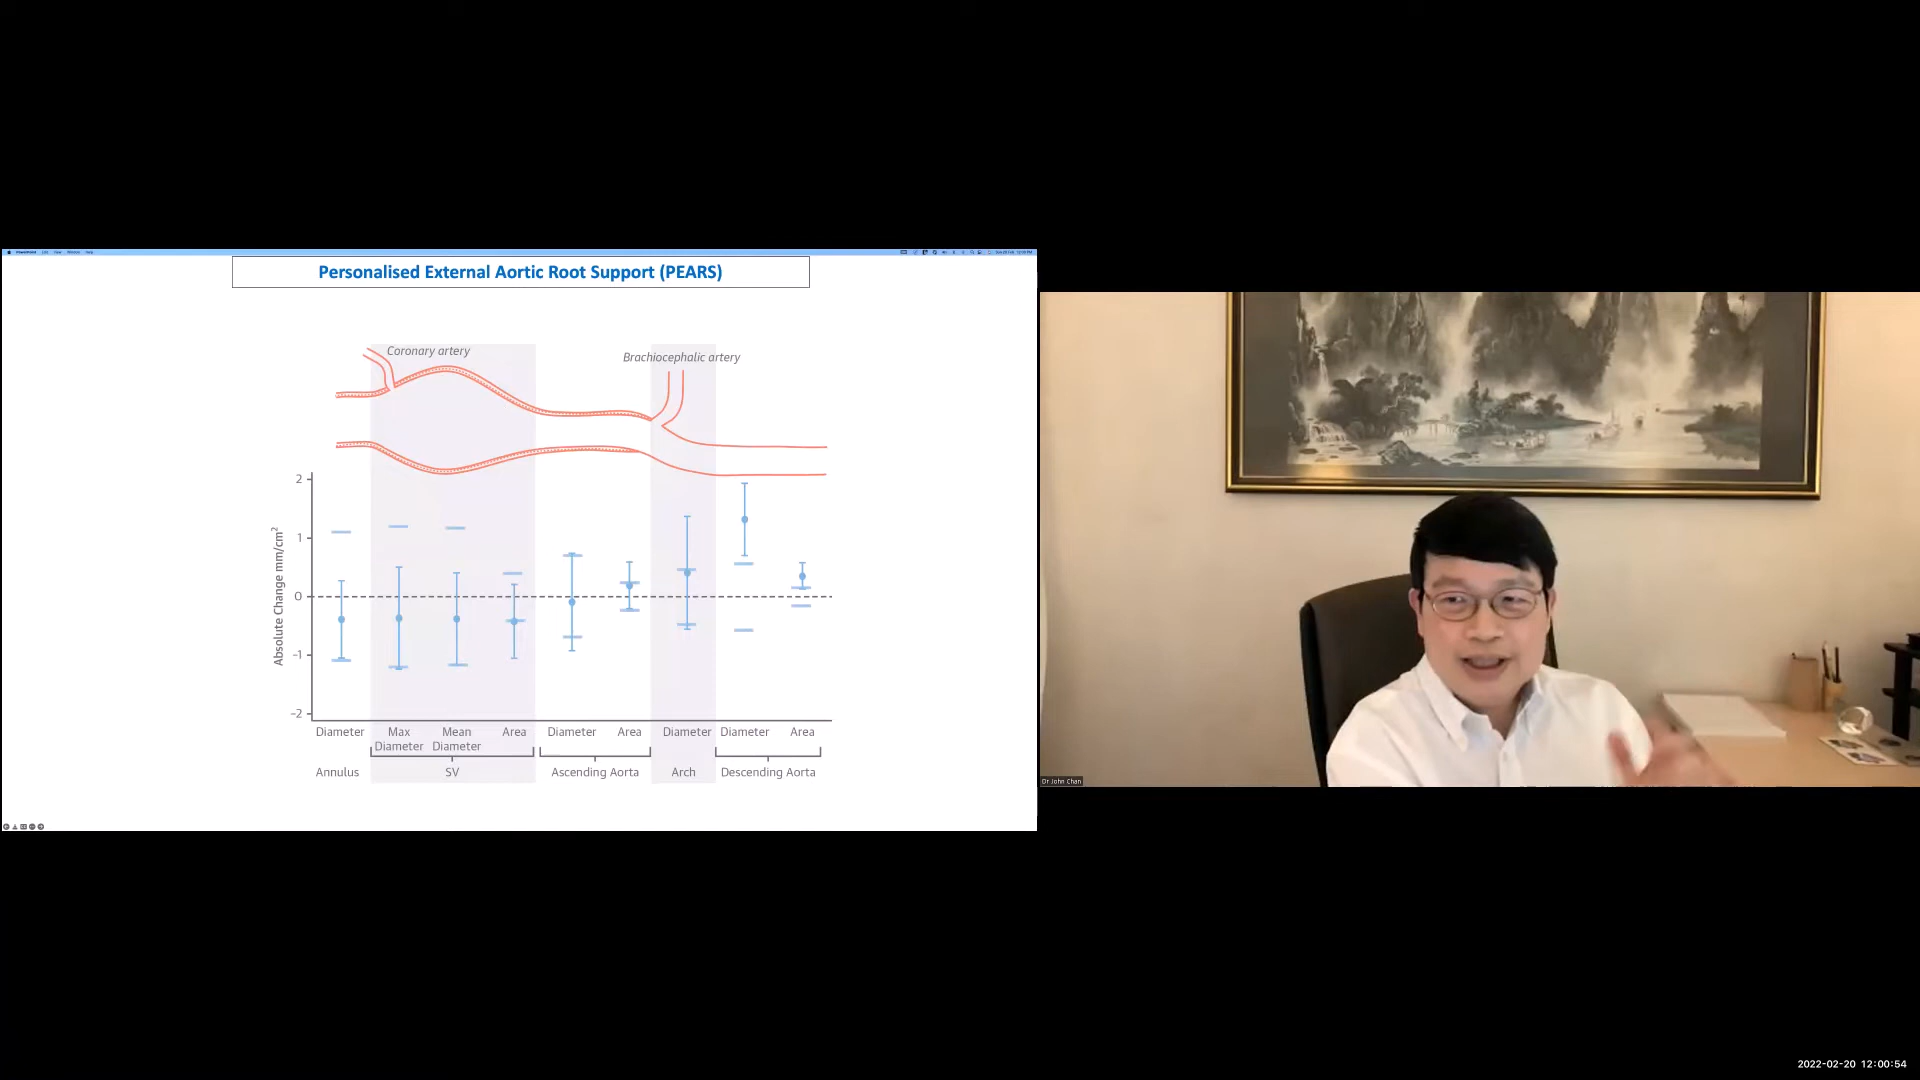 Personalised External Aortic Root Support (PEARS)
Coronary artery
Brachiocephalic artery
Absolute Change mm/cm²
2
1
0
–1
–2
Diameter
Max Diameter
Mean Diameter
Area
Diameter
Area
Diameter
Diameter
Area
Annulus
SV
Ascending Aorta
Arch
Descending Aorta
Dr John Chan
2022-02-20 12:00:54